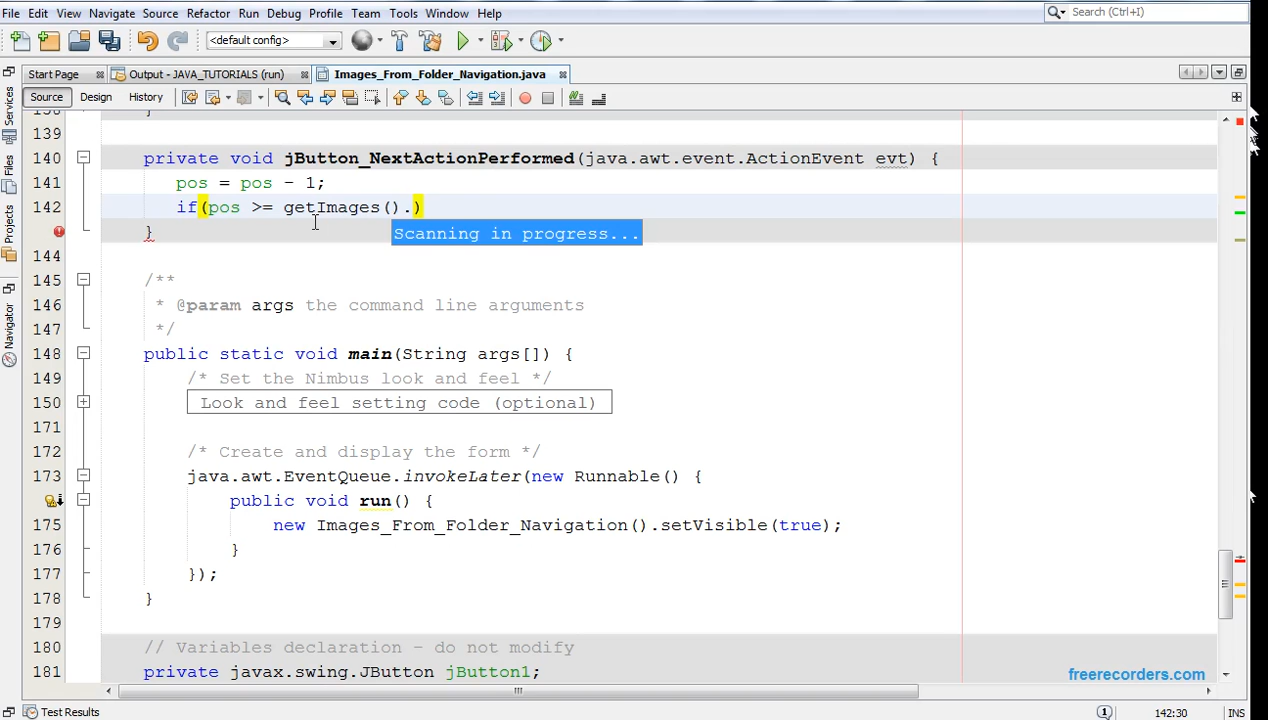 File Edit View Navigate Source Refactor Run Debug Profile Team Tools Window Help
Search (Ctrl+I)
<default config>
Start Page Output - JAVA_TUTORIALS (run) Images_From_Folder_Navigation.java
Source Design History
Services
Files
Projects
Navigator
139
140 private void jButton_NextActionPerformed(java.awt.event.ActionEvent evt) {
141 pos = pos - 1;
142 if(pos >= getImages().)
}
Scanning in progress...
144
145 /**
146 * @param args the command line arguments
147 */
148 public static void main(String args[]) {
149 /* Set the Nimbus look and feel */
150 Look and feel setting code (optional)
171
172 /* Create and display the form */
173 java.awt.EventQueue.invokeLater(new Runnable() {
public void run() {
175 new Images_From_Folder_Navigation().setVisible(true);
176 }
177 });
178 }
179
180 // Variables declaration - do not modify
181 private javax.swing.JButton jButton1;
freerecorders.com
Test Results
1
142:30
INS